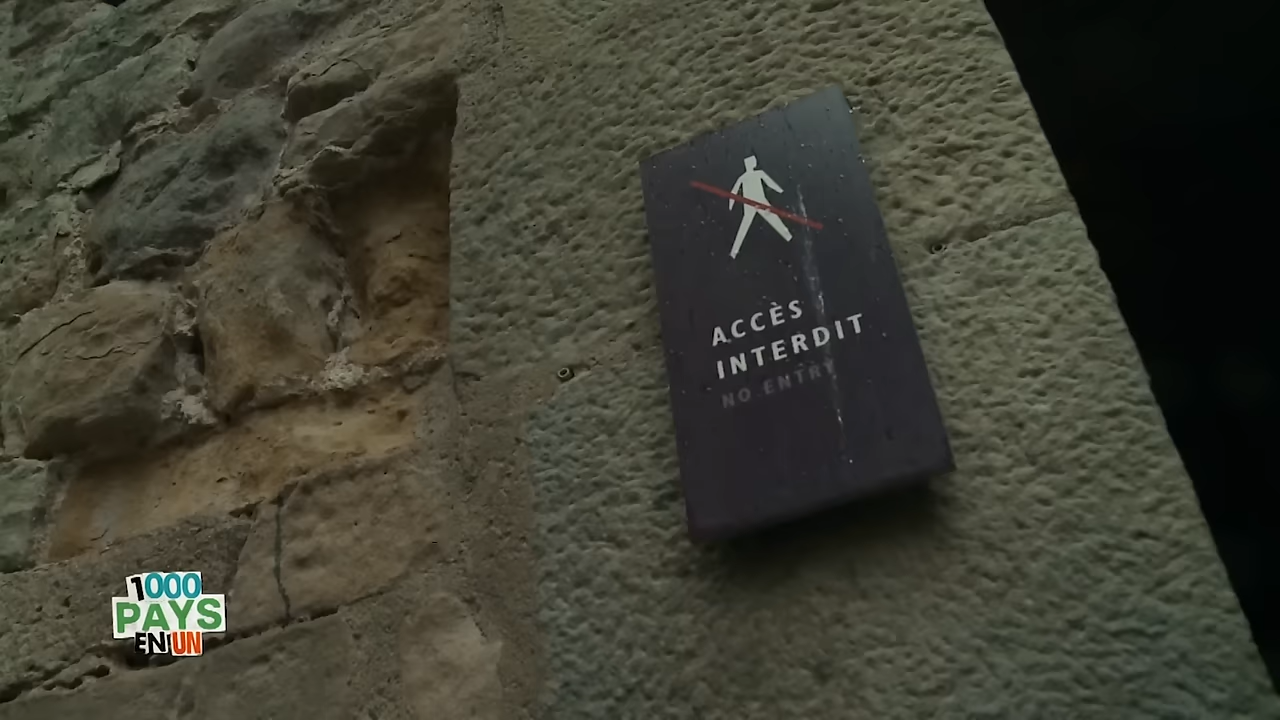 ACCÈS
INTERDIT
NO ENTRY
1000
PAYS
EN UN